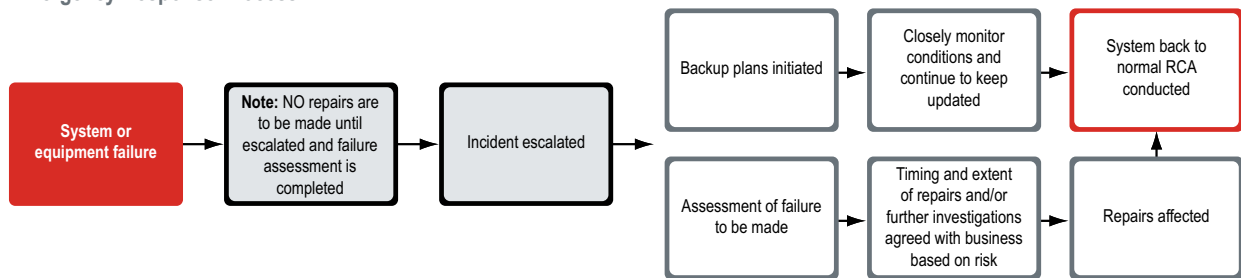 System or
equipment failure
Note: NO repairs are
to be made until
escalated and failure
assessment is
completed
Incident escalated
Backup plans initiated
Closely monitor
conditions and
continue to keep
updated
System back to
normal RCA
conducted
Assessment of failure
to be made
Timing and extent
of repairs and/or
further investigations
agreed with business
based on risk
Repairs affected